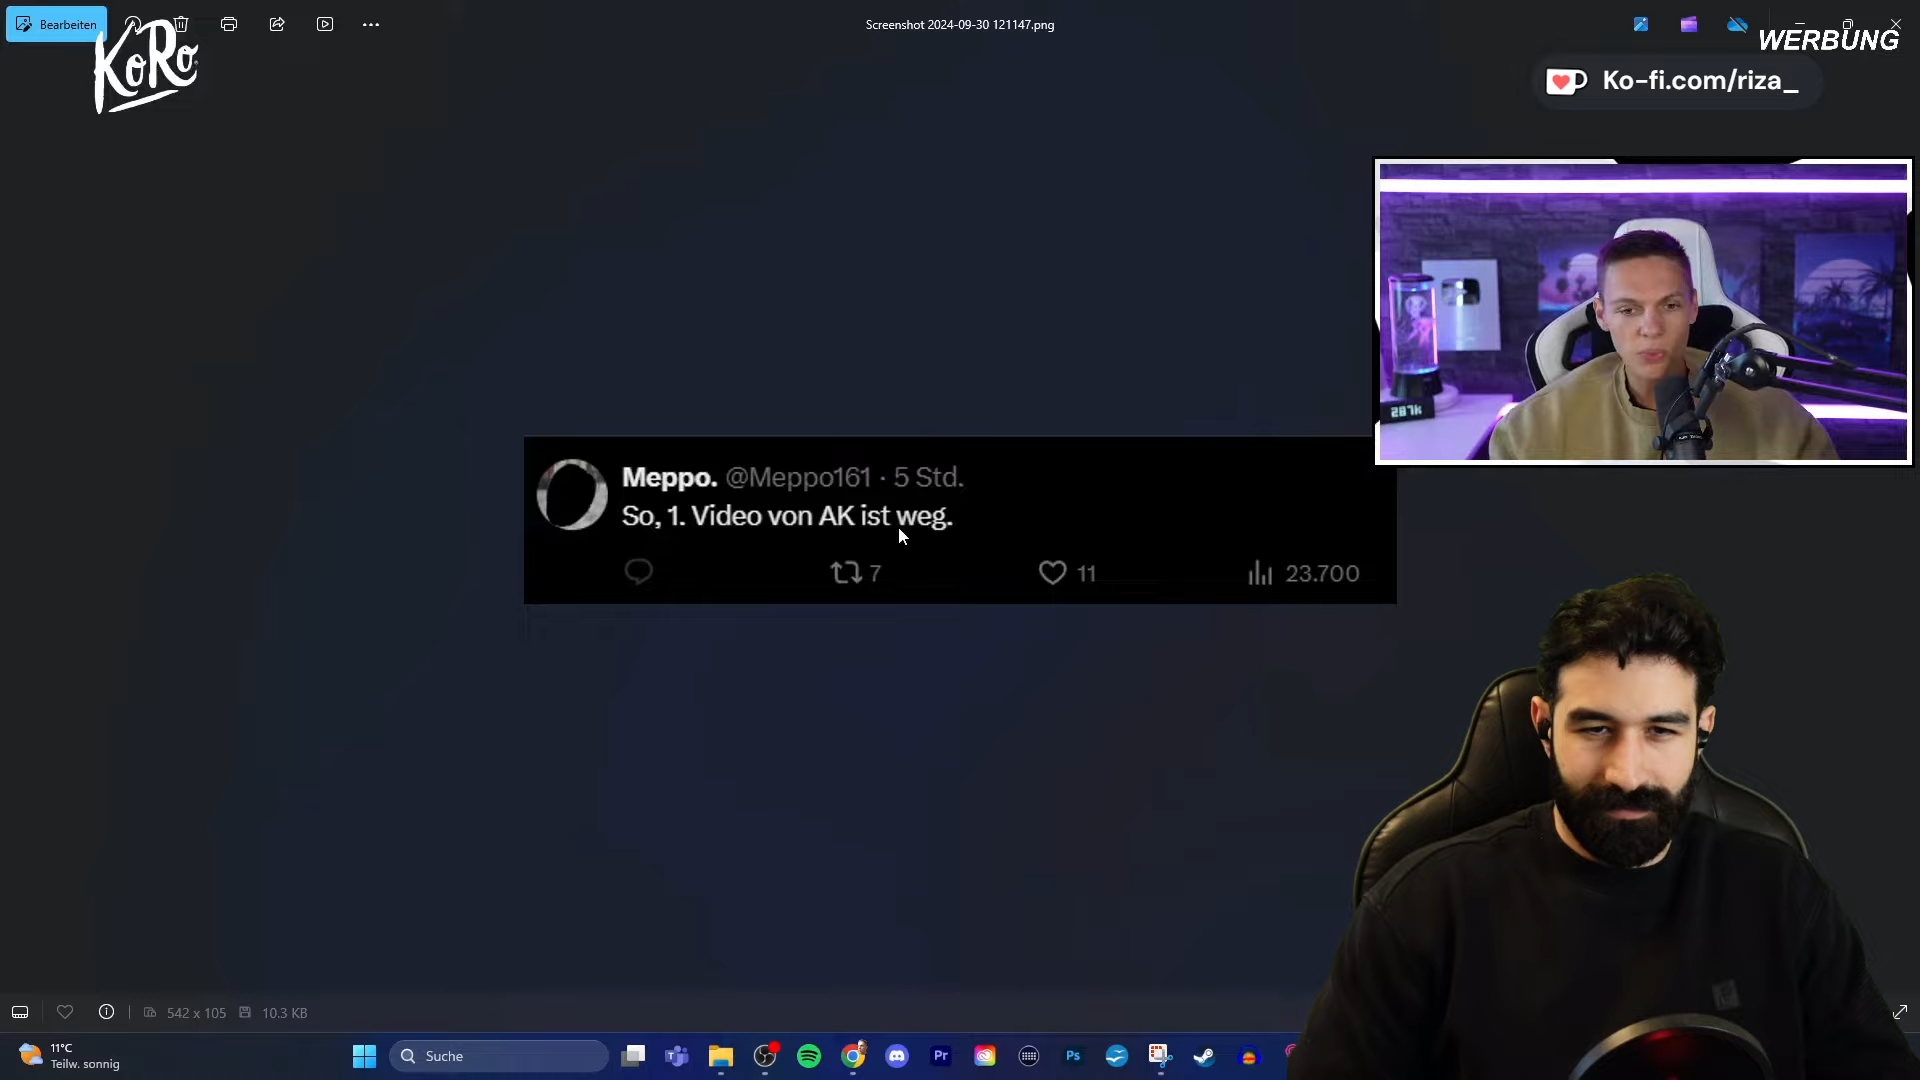 Bearbeiten
Screenshot 2024-09-30 121147.png
KoRo
WERBUNG
Ko-fi.com/riza_
287k
Meppo. @Meppo161 · 5 Std.
So, 1. Video von AK ist weg.
7
11
23.700
542 x 105
10.3 KB
11°C
Teilw. sonnig
Suche
Pr
Ps